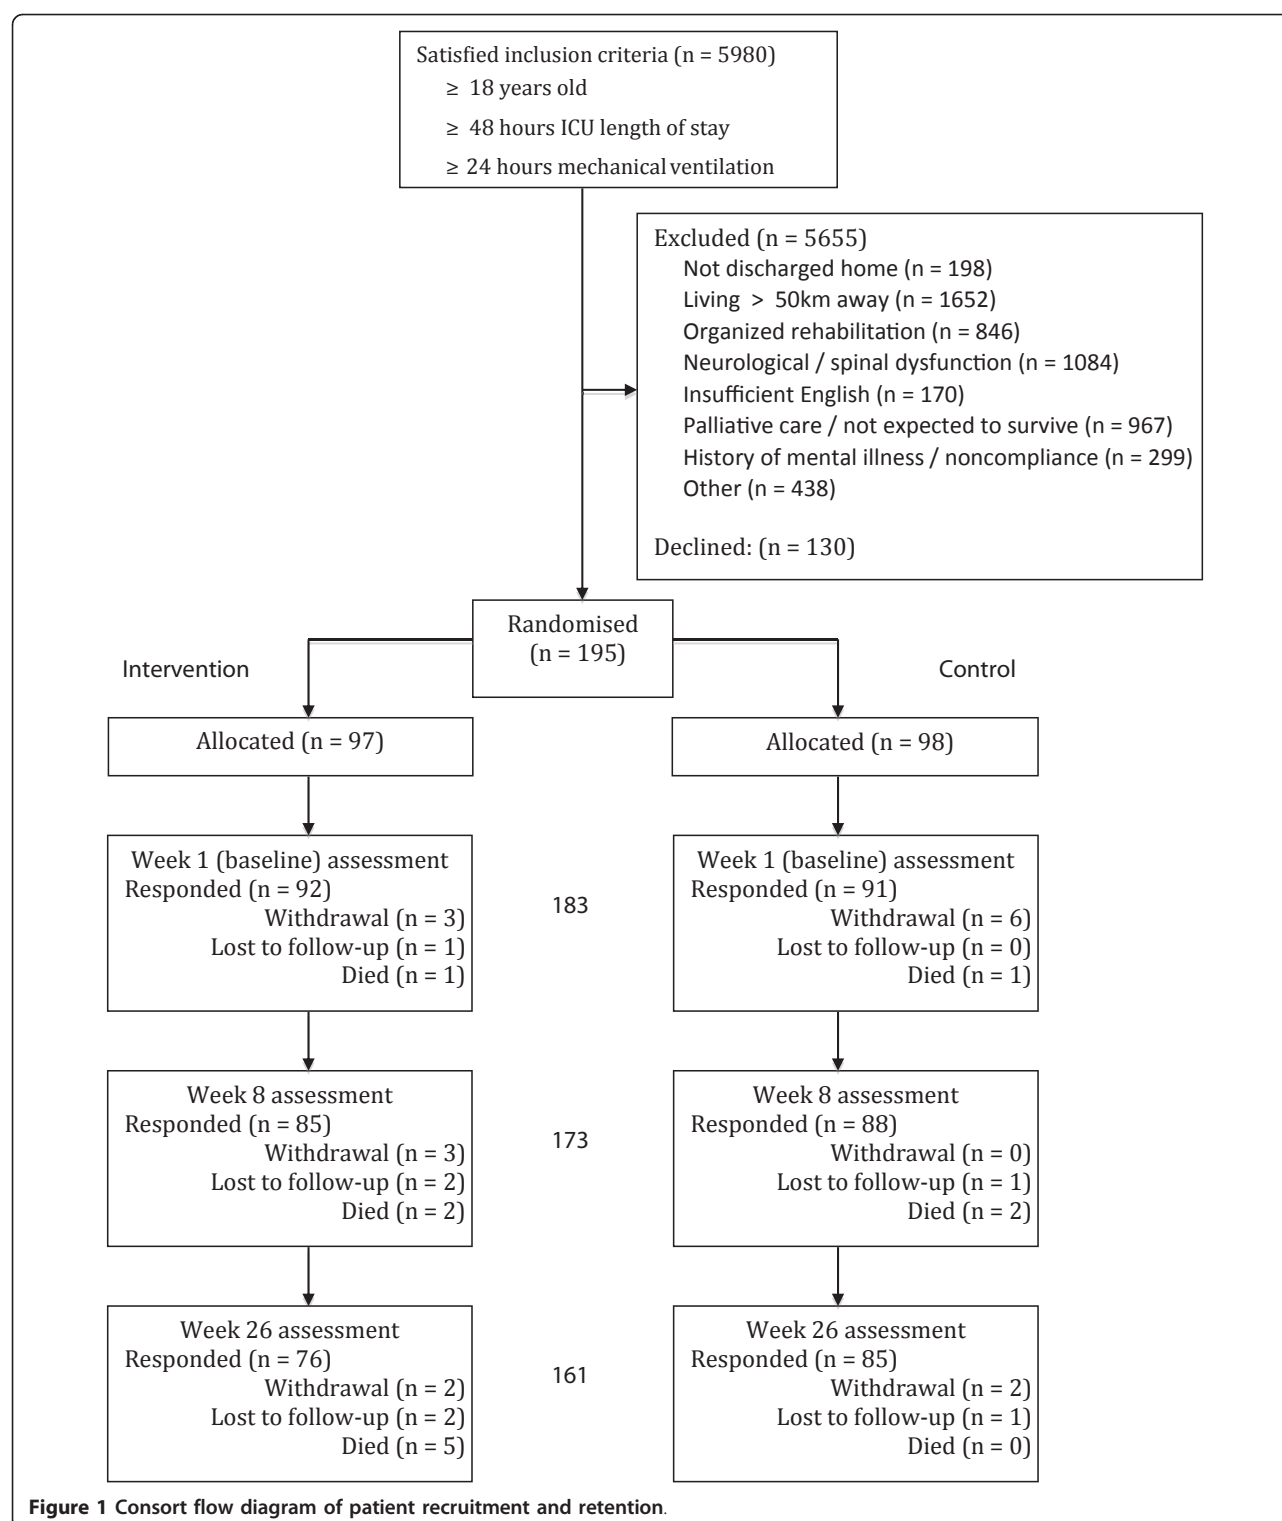 Satisfied inclusion criteria (n = 5980)
≥ 18 years old
≥ 48 hours ICU length of stay
≥ 24 hours mechanical ventilation
Excluded (n = 5655)
Not discharged home (n = 198)
Living > 50km away (n = 1652)
Organized rehabilitation (n = 846)
Neurological / spinal dysfunction (n = 1084)
Insufficient English (n = 170)
Palliative care / not expected to survive (n = 967)
History of mental illness / noncompliance (n = 299)
Other (n = 438)
Declined: (n = 130)
Randomised
(n = 195)
Intervention
Control
Allocated (n = 97)
Allocated (n = 98)
Week 1 (baseline) assessment
Responded (n = 92)
Withdrawal (n = 3)
Lost to follow-up (n = 1)
Died (n = 1)
183
Week 1 (baseline) assessment
Responded (n = 91)
Withdrawal (n = 6)
Lost to follow-up (n = 0)
Died (n = 1)
Week 8 assessment
Responded (n = 85)
Withdrawal (n = 3)
Lost to follow-up (n = 2)
Died (n = 2)
173
Week 8 assessment
Responded (n = 88)
Withdrawal (n = 0)
Lost to follow-up (n = 1)
Died (n = 2)
Week 26 assessment
Responded (n = 76)
Withdrawal (n = 2)
Lost to follow-up (n = 2)
Died (n = 5)
161
Week 26 assessment
Responded (n = 85)
Withdrawal (n = 2)
Lost to follow-up (n = 1)
Died (n = 0)
Figure 1 Consort flow diagram of patient recruitment and retention.